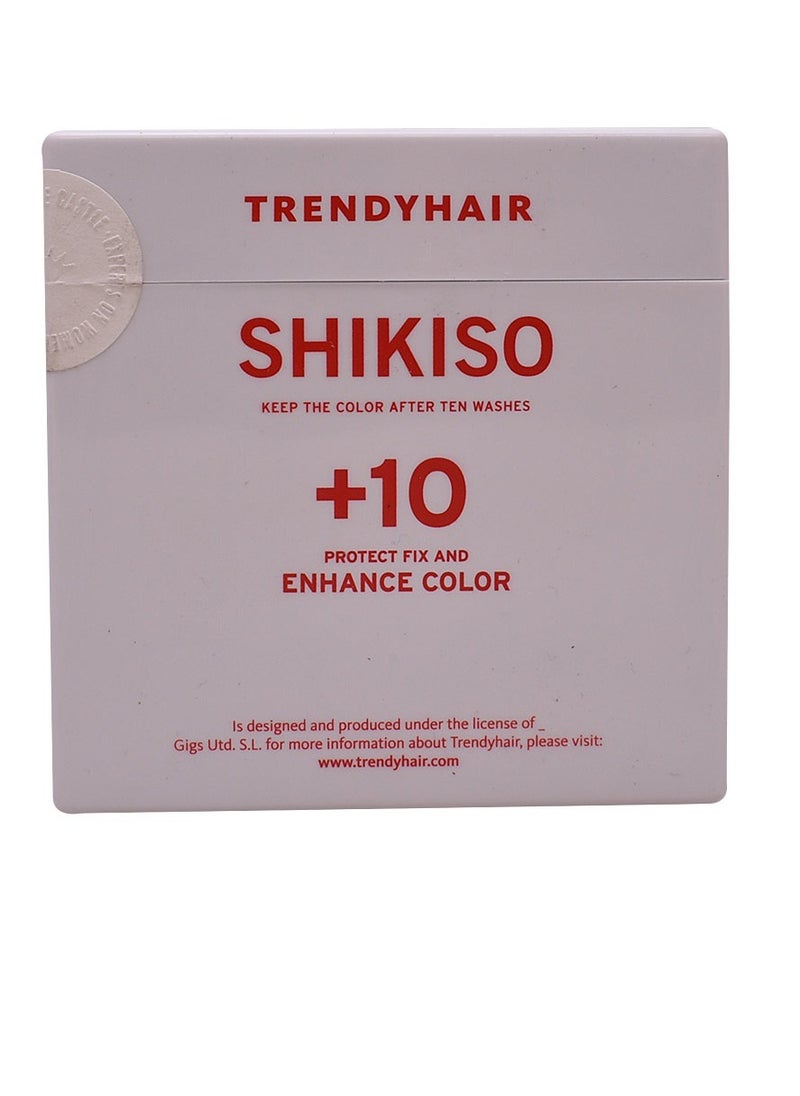 TRENDYHAIR
SHIKISO
KEEP THE COLOR AFTER TEN WASHES
+10
PROTECT FIX AND
ENHANCE COLOR
Is designed and produced under the license of _
Gigs Utd. S.L. for more information about Trendyhair, please visit:
www.trendyhair.com